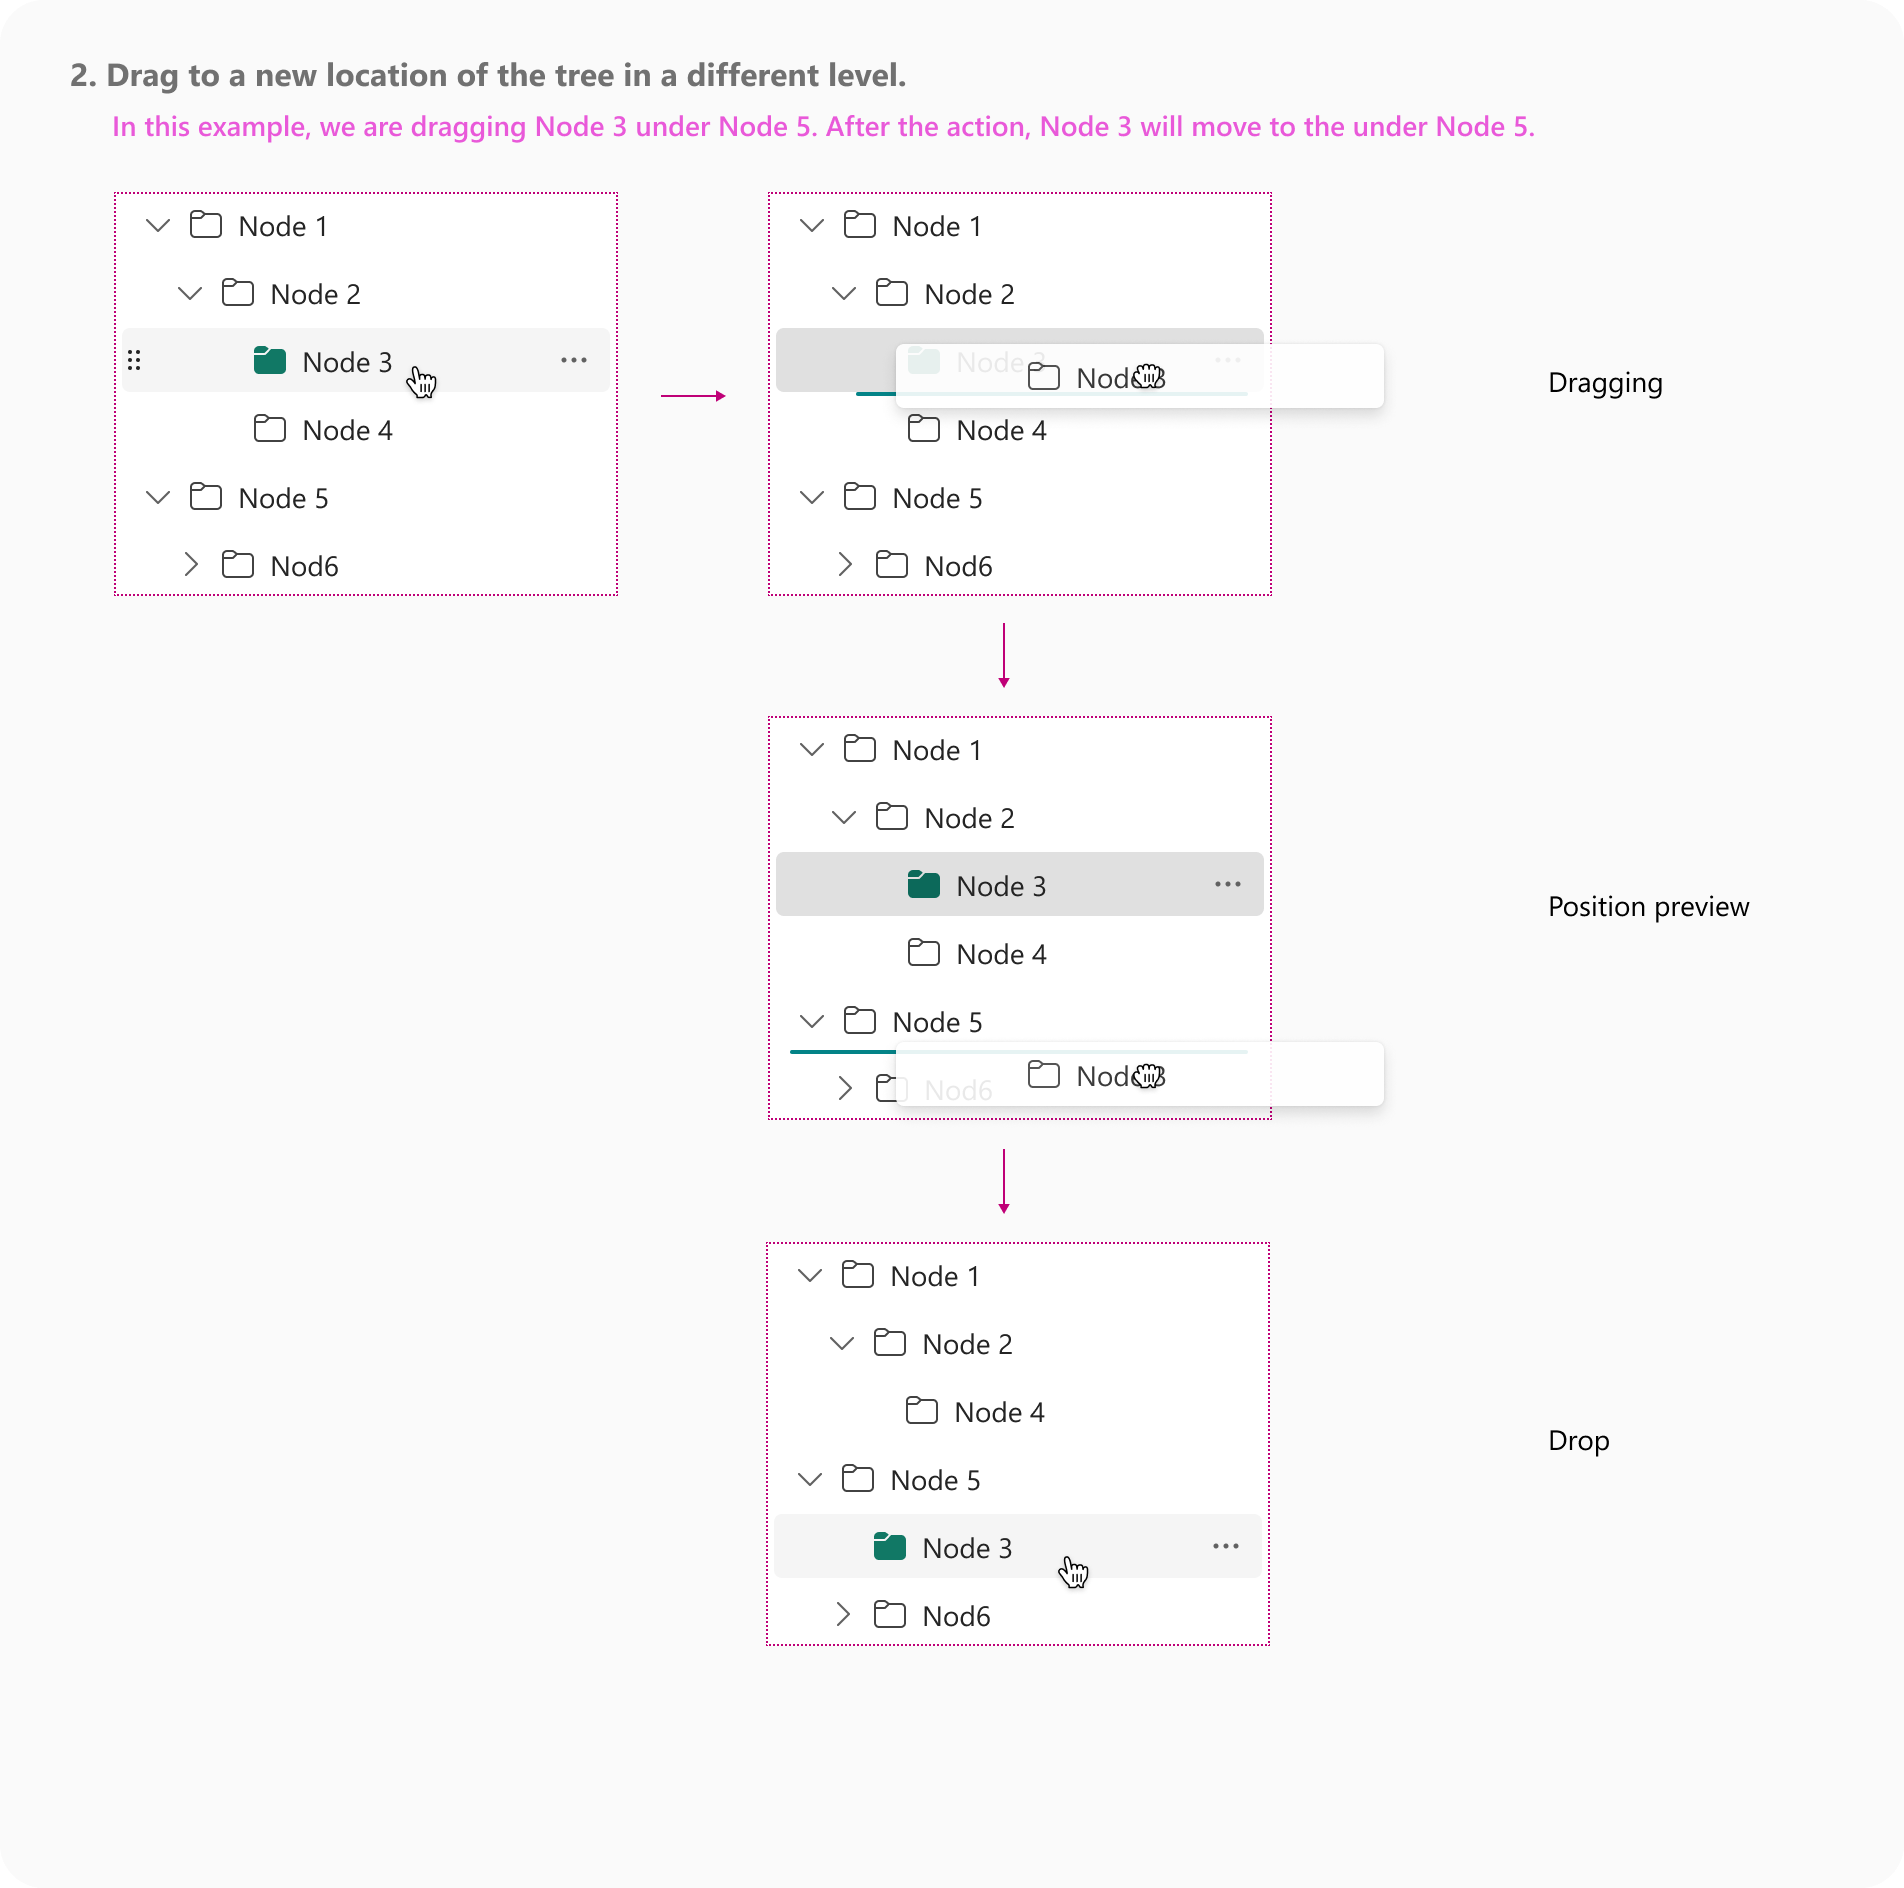 2. Drag to a new location of the tree in a different level.
In this example, we are dragging Node 3 under Node 5. After the action, Node 3 will move to the under Node 5.
Node 1
Node 2
Node 3
Node 4
Node 5
Nod6
Node 1
Node 2
Node 3
Node 3
Node 4
Node 5
Nod6
Dragging
Node 1
Node 2
Node 3
Node 4
Node 5
Node 3
Nod6
Position preview
Node 1
Node 2
Node 4
Node 5
Node 3
Nod6
Drop